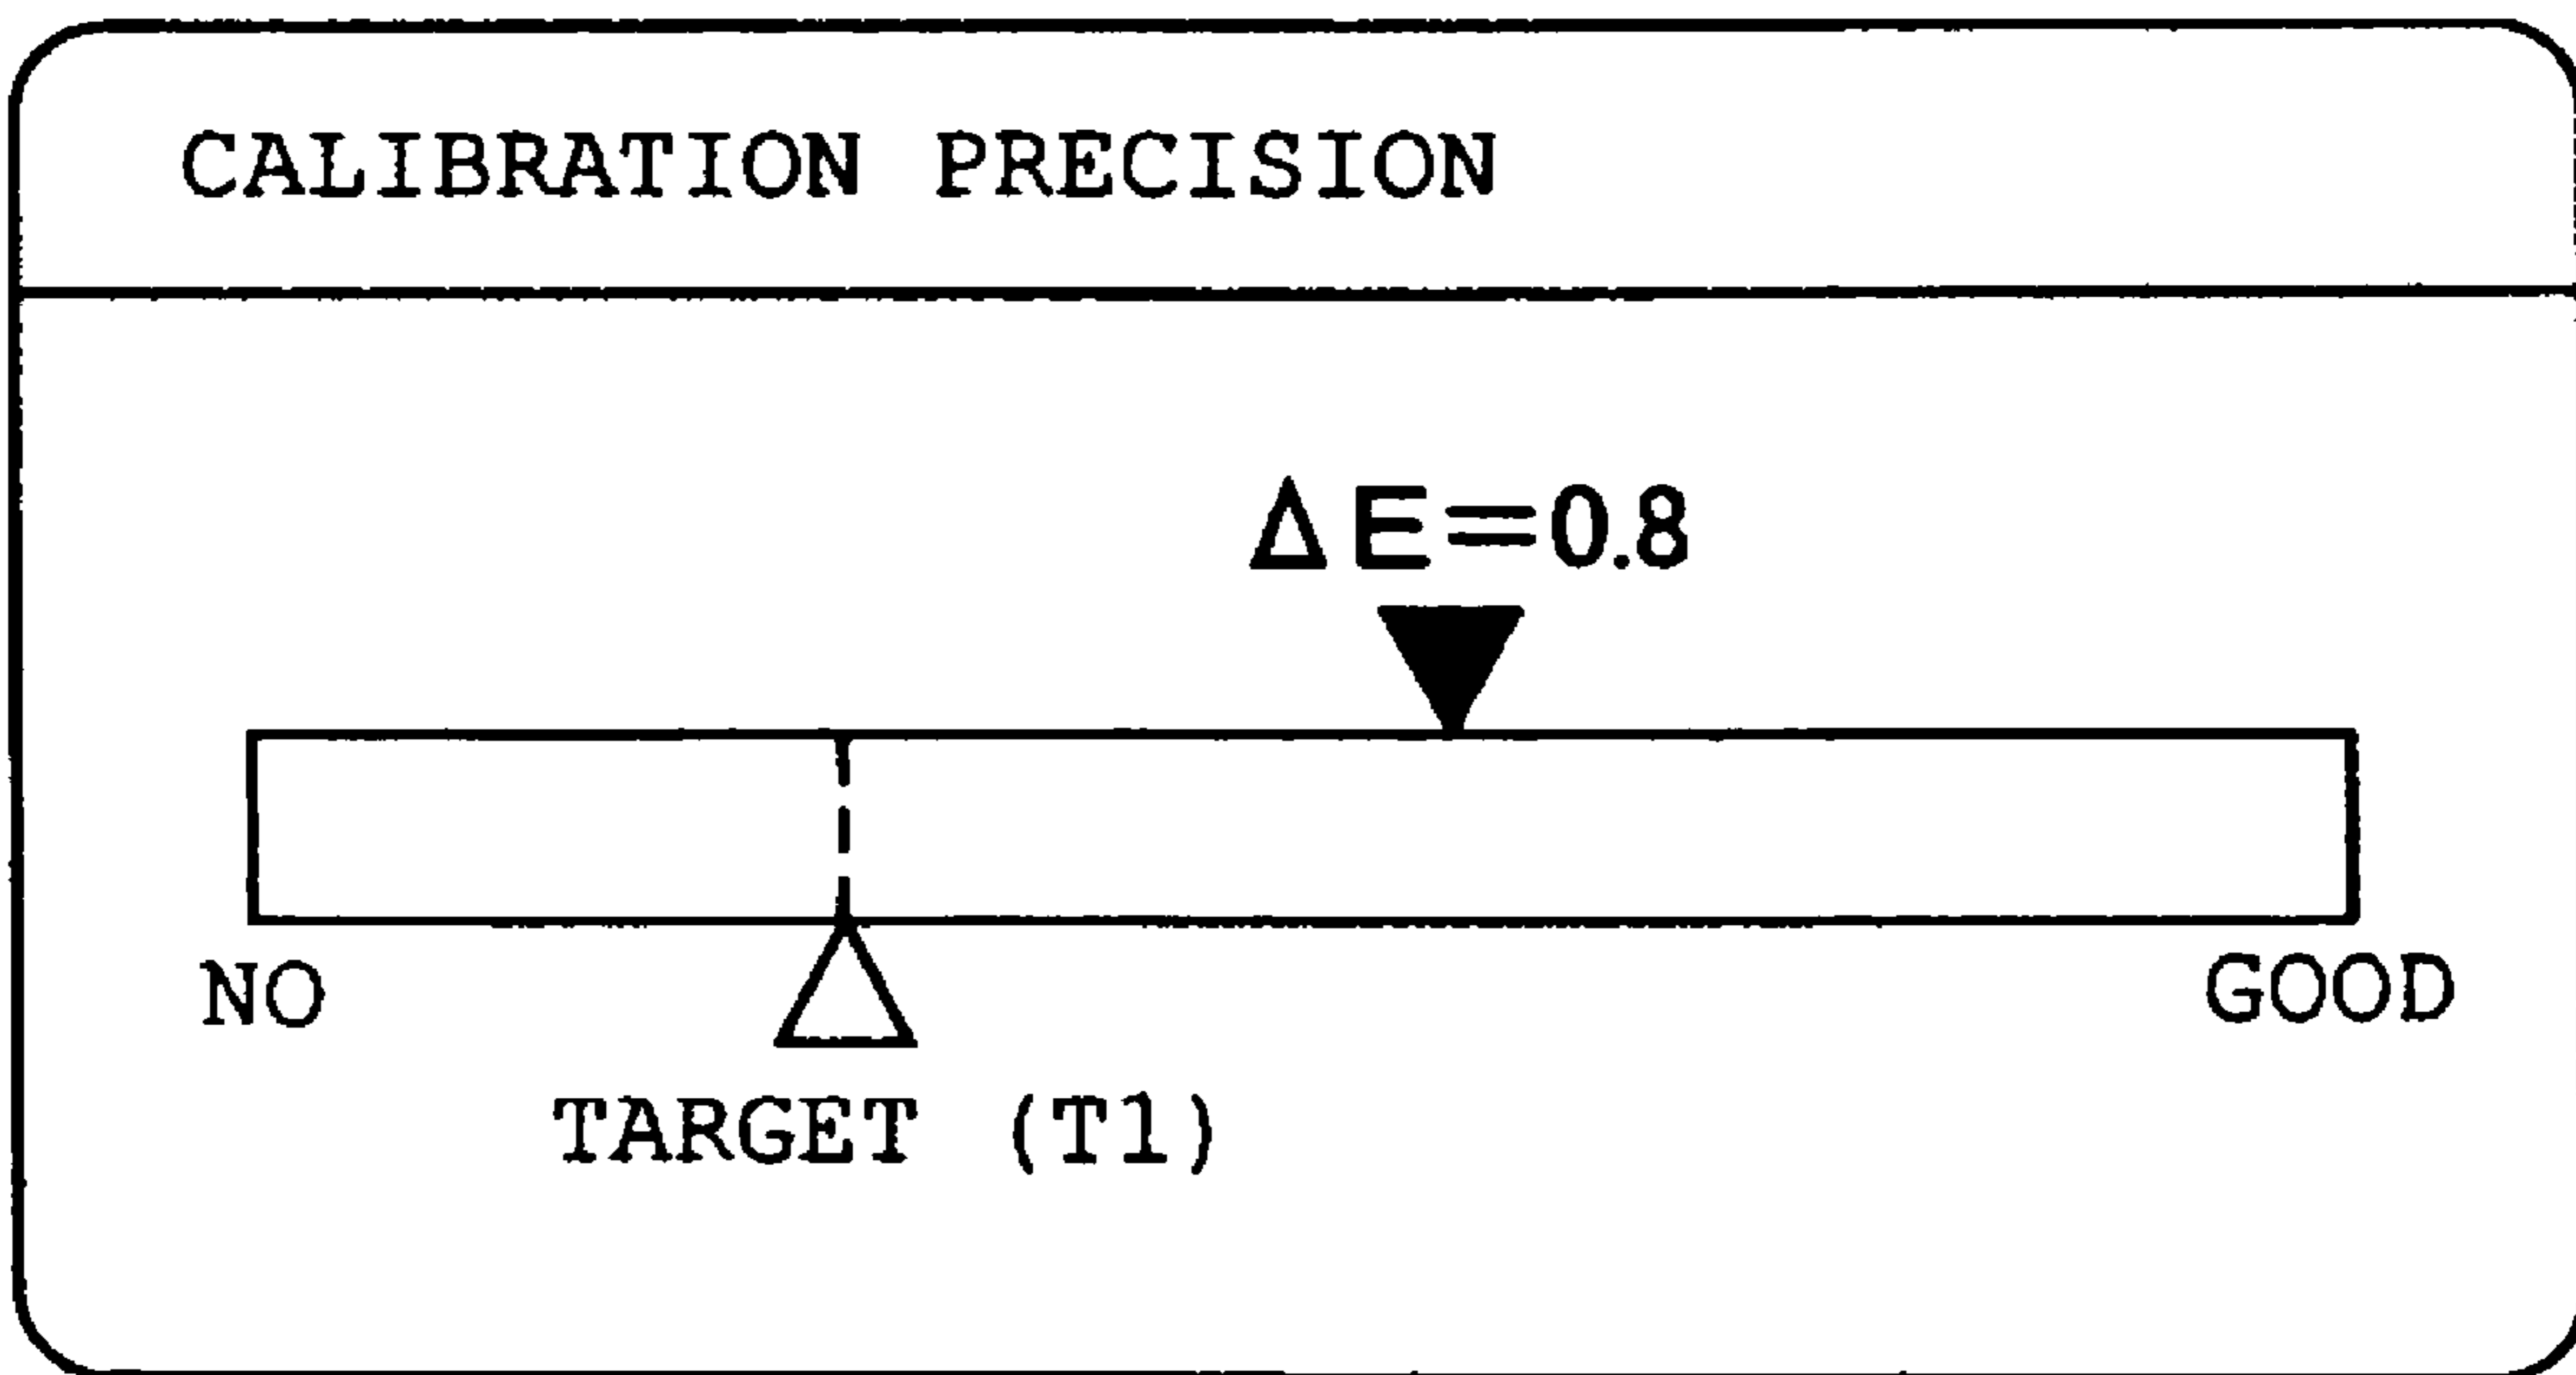 CALIBRATION PRECISION
ΔE=0.8
NO
GOOD
TARGET (T1)